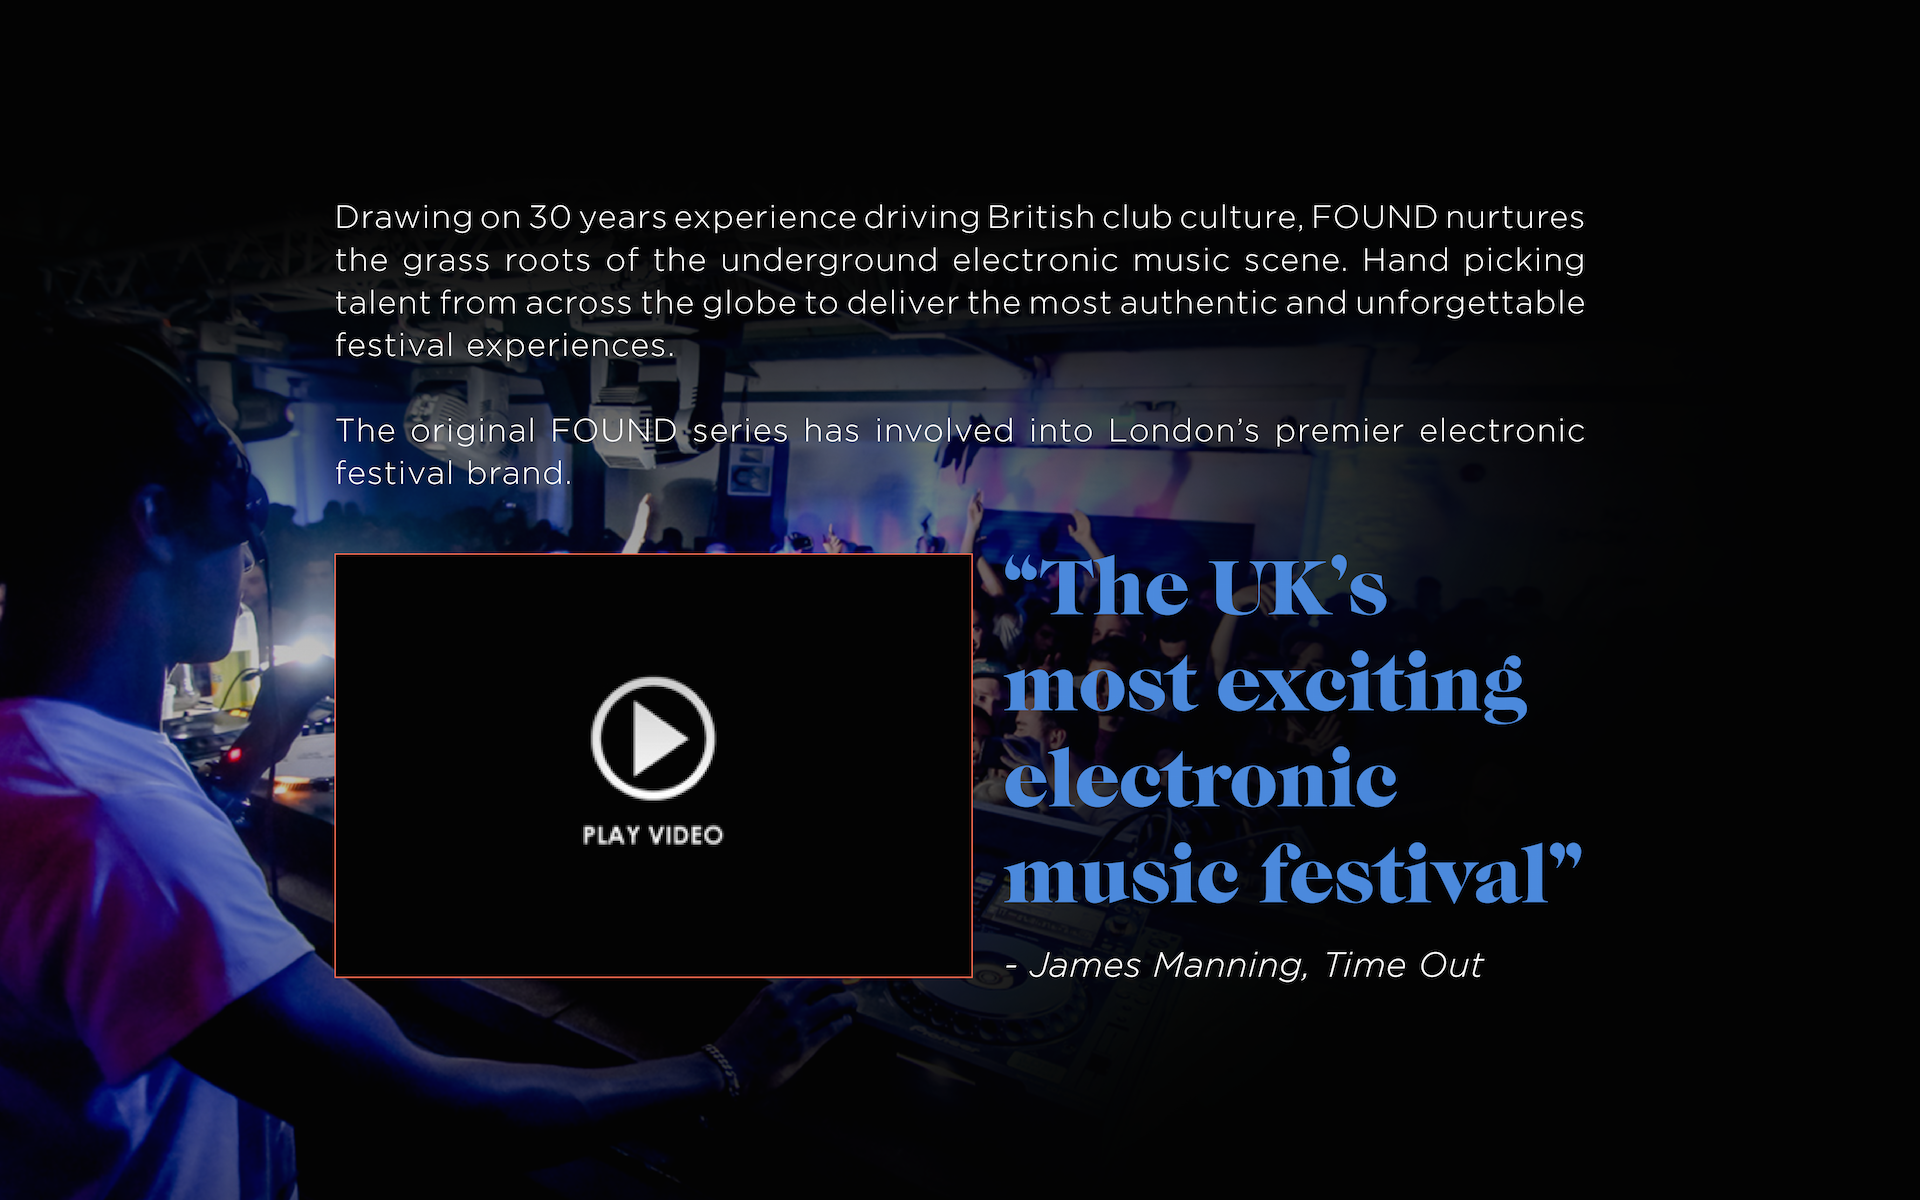 Drawing on 30 years experience driving British club culture, FOUND nurtures
the grass roots of the underground electronic music scene. Hand picking
talent from across the globe to deliver the most authentic and unforgettable
festival experiences.
The original FOUND series has involved into London’s premier electronic
festival brand.
PLAY VIDEO
“The UK’s
most exciting
electronic
music festival”
- James Manning, Time Out